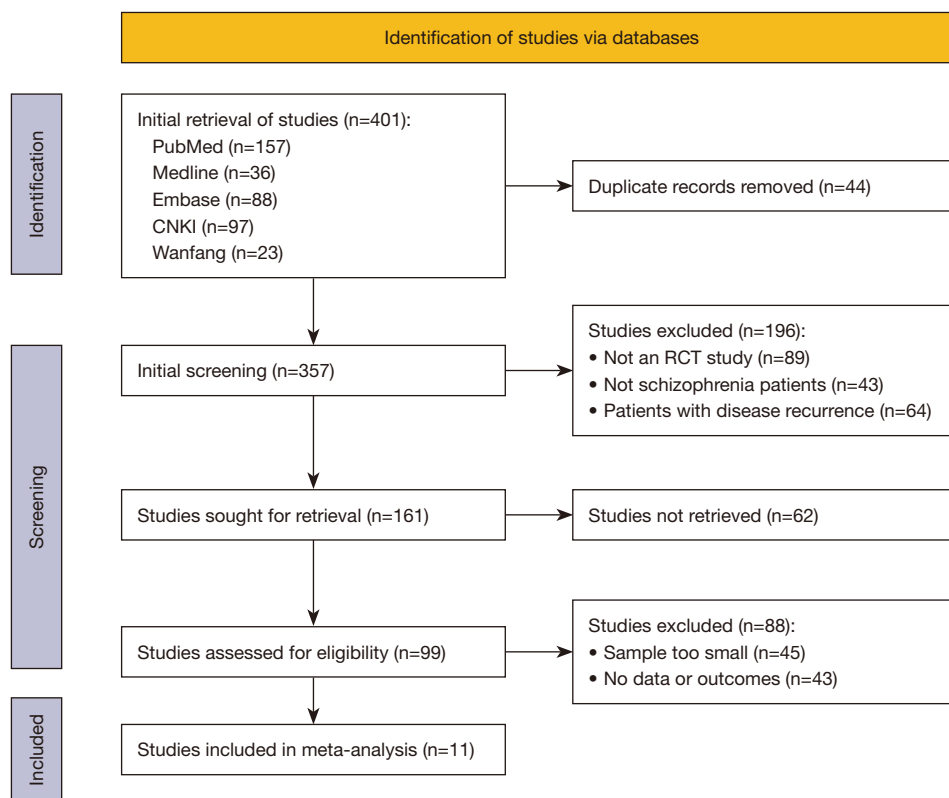 Identification of studies via databases
Identification
Initial retrieval of studies (n=401):
PubMed (n=157)
Medline (n=36)
Embase (n=88)
CNKI (n=97)
Wanfang (n=23)
Duplicate records removed (n=44)
Screening
Initial screening (n=357)
Studies excluded (n=196):
• Not an RCT study (n=89)
• Not schizophrenia patients (n=43)
• Patients with disease recurrence (n=64)
Studies sought for retrieval (n=161)
Studies not retrieved (n=62)
Studies assessed for eligibility (n=99)
Studies excluded (n=88):
• Sample too small (n=45)
• No data or outcomes (n=43)
Included
Studies included in meta-analysis (n=11)